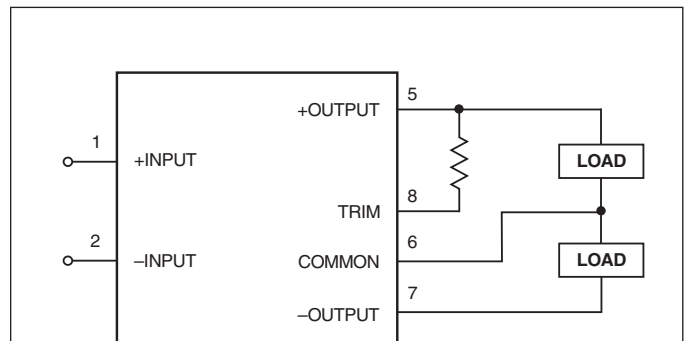 5
+OUTPUT
1
+INPUT
LOAD
8
TRIM
2
6
–INPUT
COMMON
LOAD
7
–OUTPUT